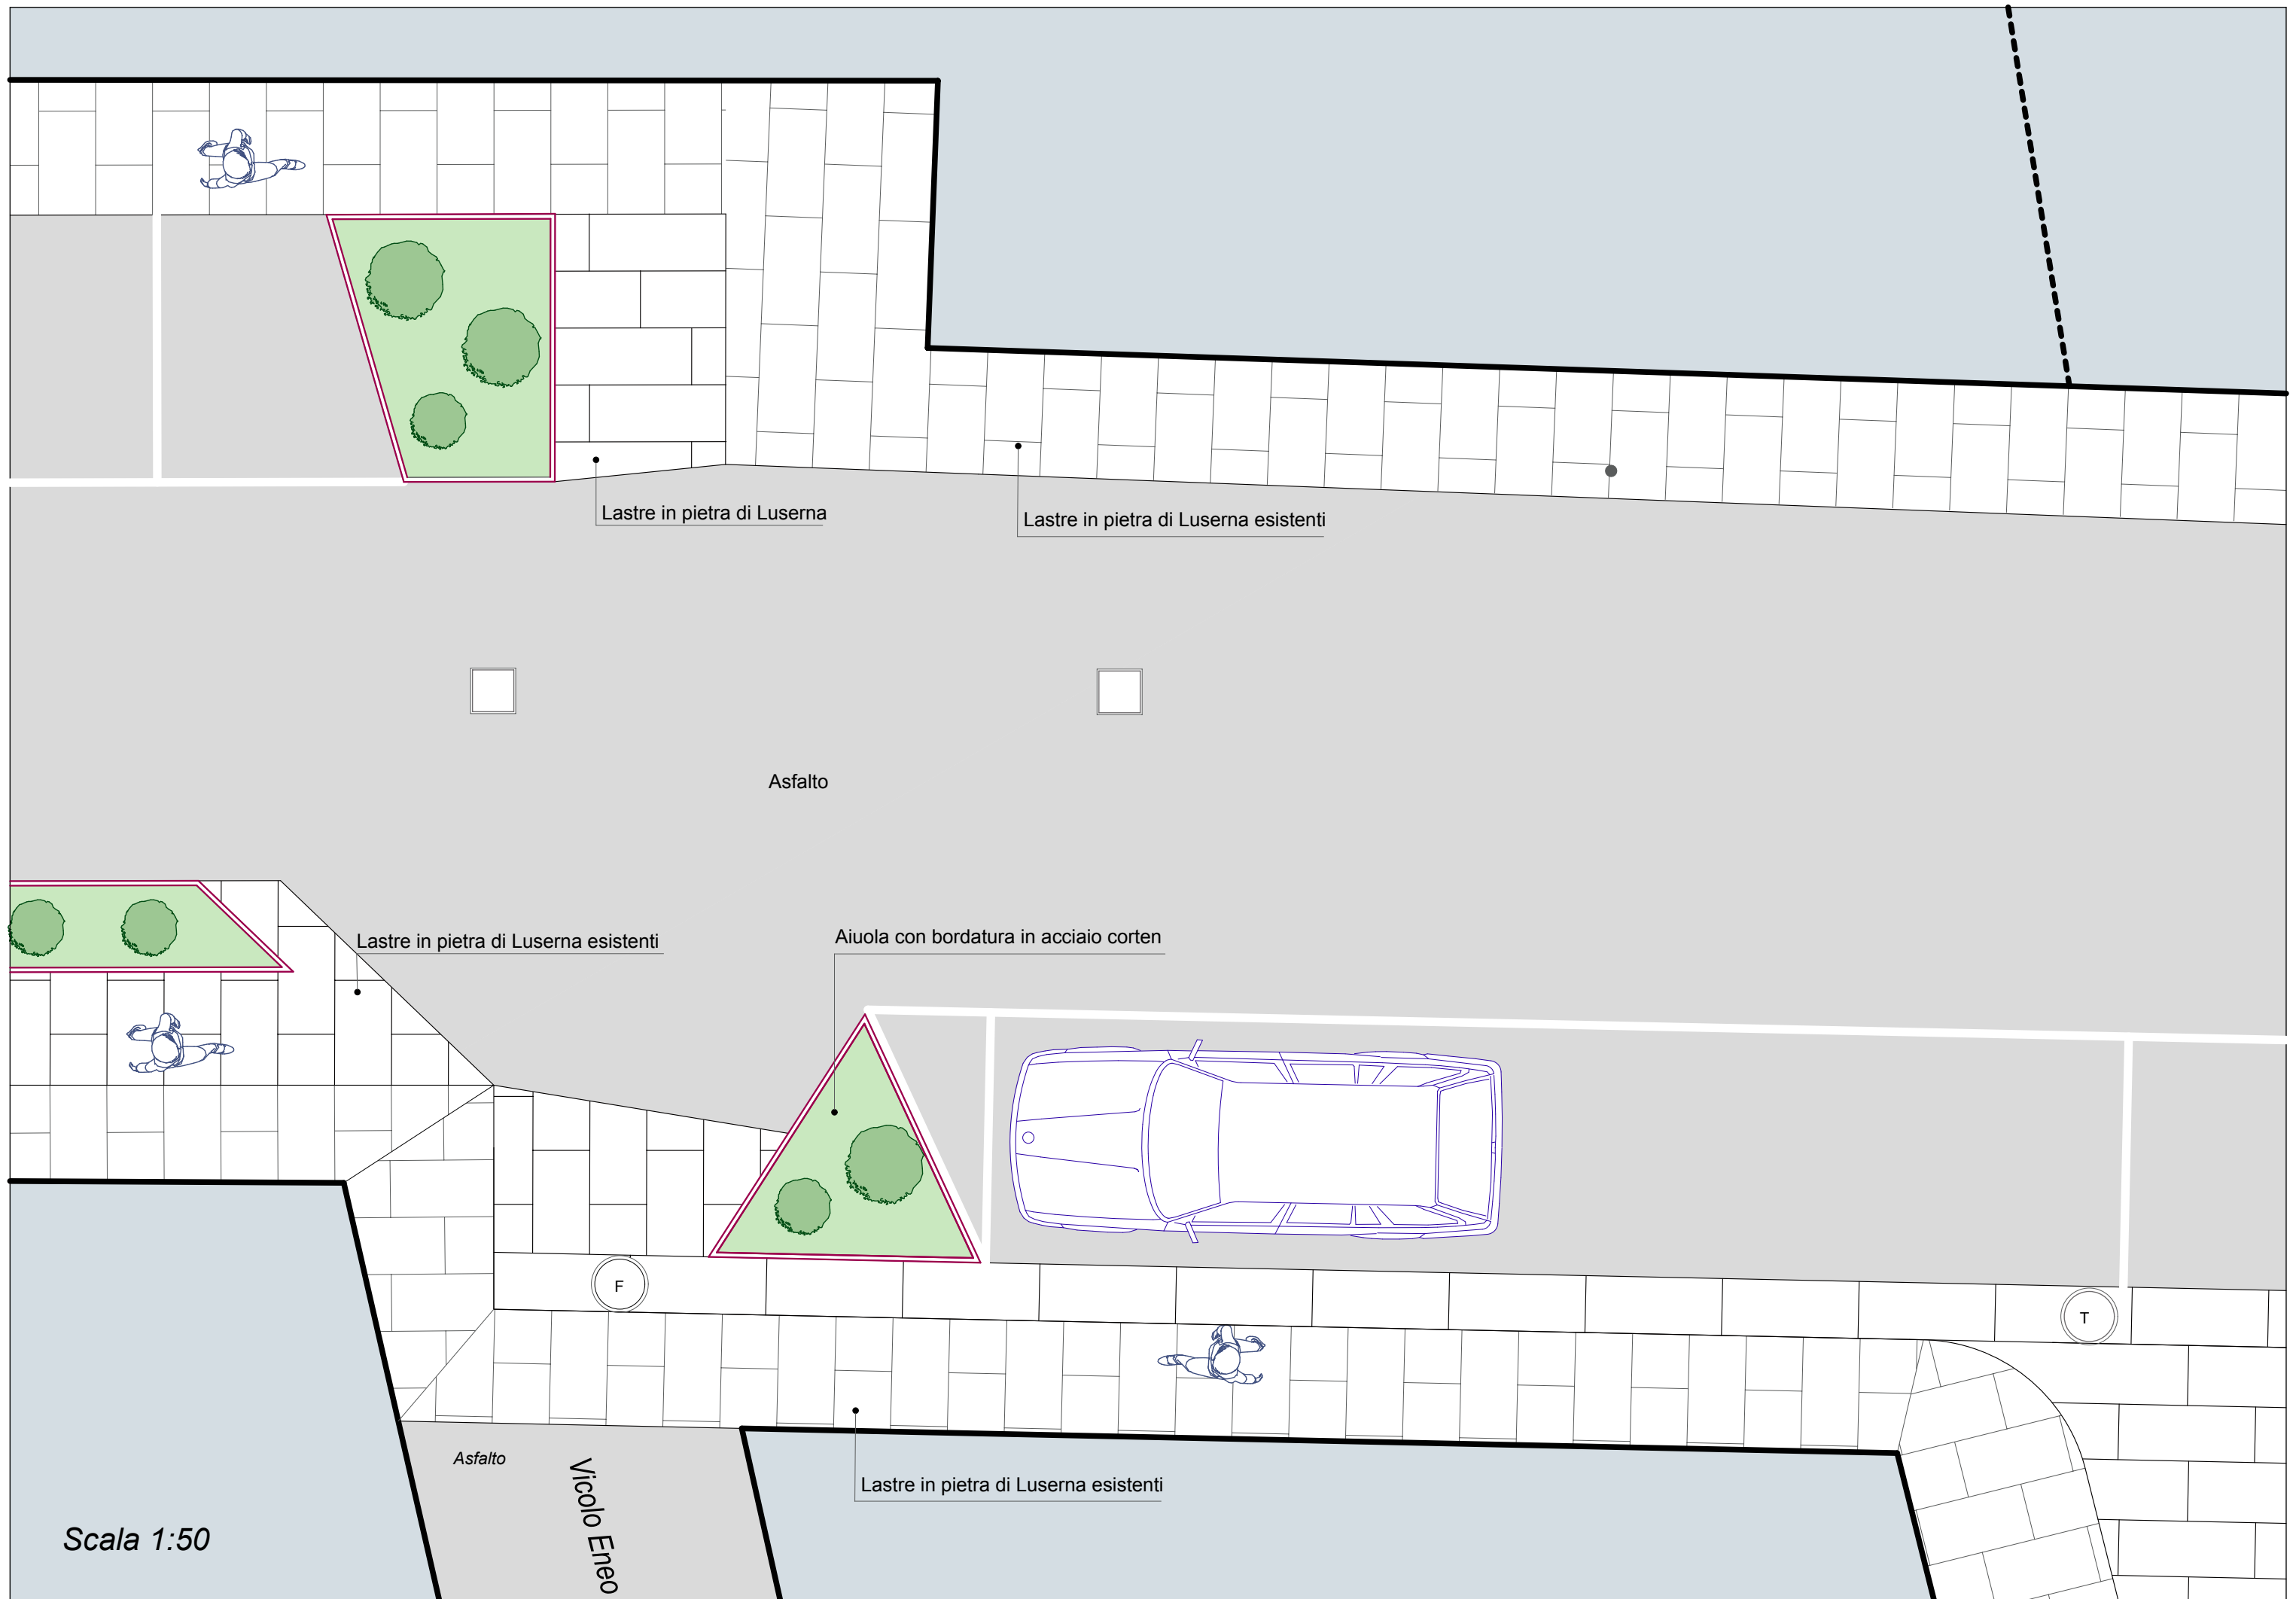 Lastre in pietra di Luserna
Lastre in pietra di Luserna esistenti
Asfalto
Lastre in pietra di Luserna esistenti
Aiuola con bordatura in acciaio corten
F
T
Asfalto
Vicolo Eneo
Lastre in pietra di Luserna esistenti
Scala 1:50